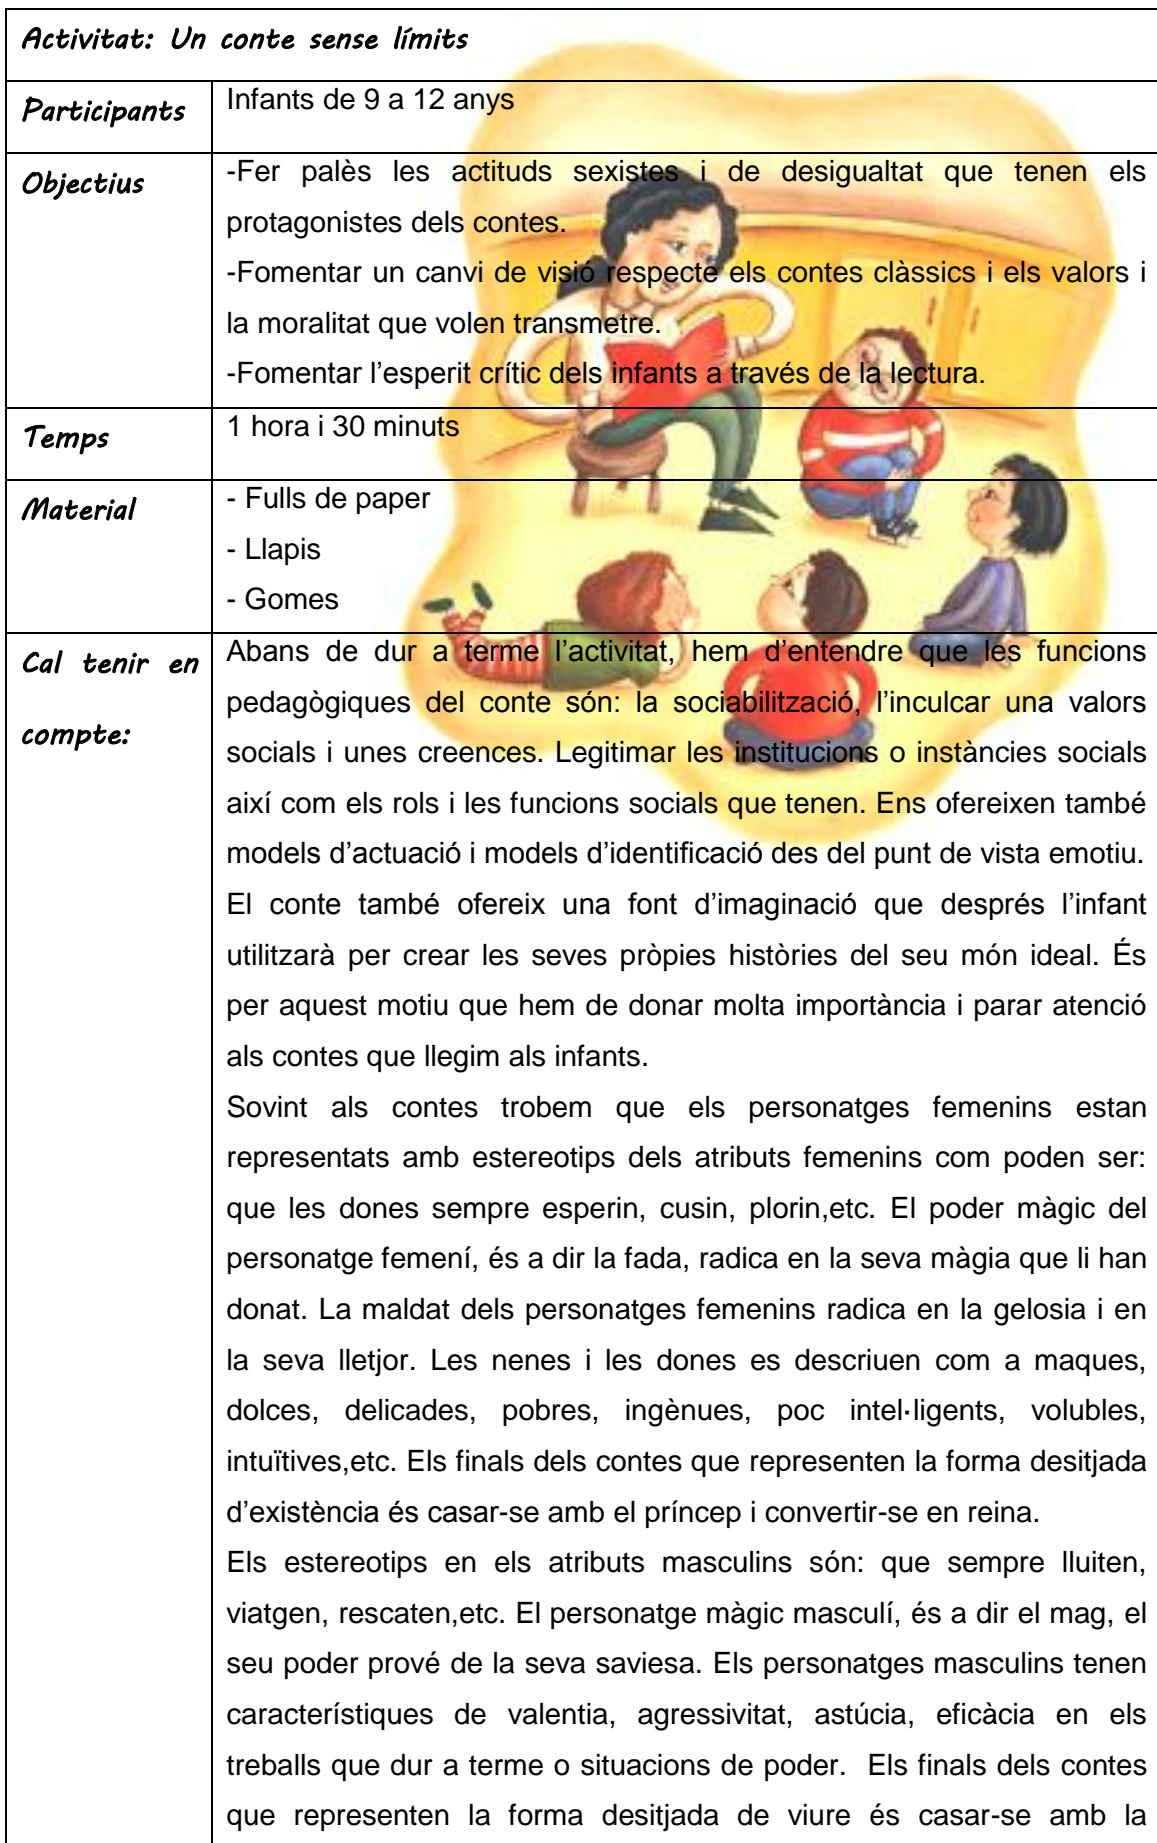 Activitat: Un conte sense límits
Participants
Infants de 9 a 12 anys
Objectius
-Fer palès les actituds sexistes i de desigualtat que tenen els
protagonistes dels contes.
-Fomentar un canvi de visió respecte els contes clàssics i els valors i
la moralitat que volen transmetre.
-Fomentar l’esperit crític dels infants a través de la lectura.
Temps
1 hora i 30 minuts
Material
- Fulls de paper
- Llapis
- Gomes
Cal tenir en
compte:
Abans de dur a terme l’activitat, hem d’entendre que les funcions
pedagògiques del conte són: la sociabilització, l’inculcar una valors
socials i unes creences. Legitimar les institucions o instàncies socials
així com els rols i les funcions socials que tenen. Ens ofereixen també
models d’actuació i models d’identificació des del punt de vista emotiu.
El conte també ofereix una font d’imaginació que després l’infant
utilitzarà per crear les seves pròpies històries del seu món ideal. És
per aquest motiu que hem de donar molta importància i parar atenció
als contes que llegim als infants.
Sovint als contes trobem que els personatges femenins estan
representats amb estereotips dels atributs femenins com poden ser:
que les dones sempre esperin, cusin, plorin,etc. El poder màgic del
personatge femení, és a dir la fada, radica en la seva màgia que li han
donat. La maldat dels personatges femenins radica en la gelosia i en
la seva lletjor. Les nenes i les dones es descriuen com a maques,
dolces, delicades, pobres, ingènues, poc intel·ligents, volubles,
intuïtives,etc. Els finals dels contes que representen la forma desitjada
d’existència és casar-se amb el príncep i convertir-se en reina.
Els estereotips en els atributs masculins són: que sempre lluiten,
viatgen, rescaten,etc. El personatge màgic masculí, és a dir el mag, el
seu poder prové de la seva saviesa. Els personatges masculins tenen
característiques de valentia, agressivitat, astúcia, eficàcia en els
treballs que dur a terme o situacions de poder. Els finals dels contes
que representen la forma desitjada de viure és casar-se amb la